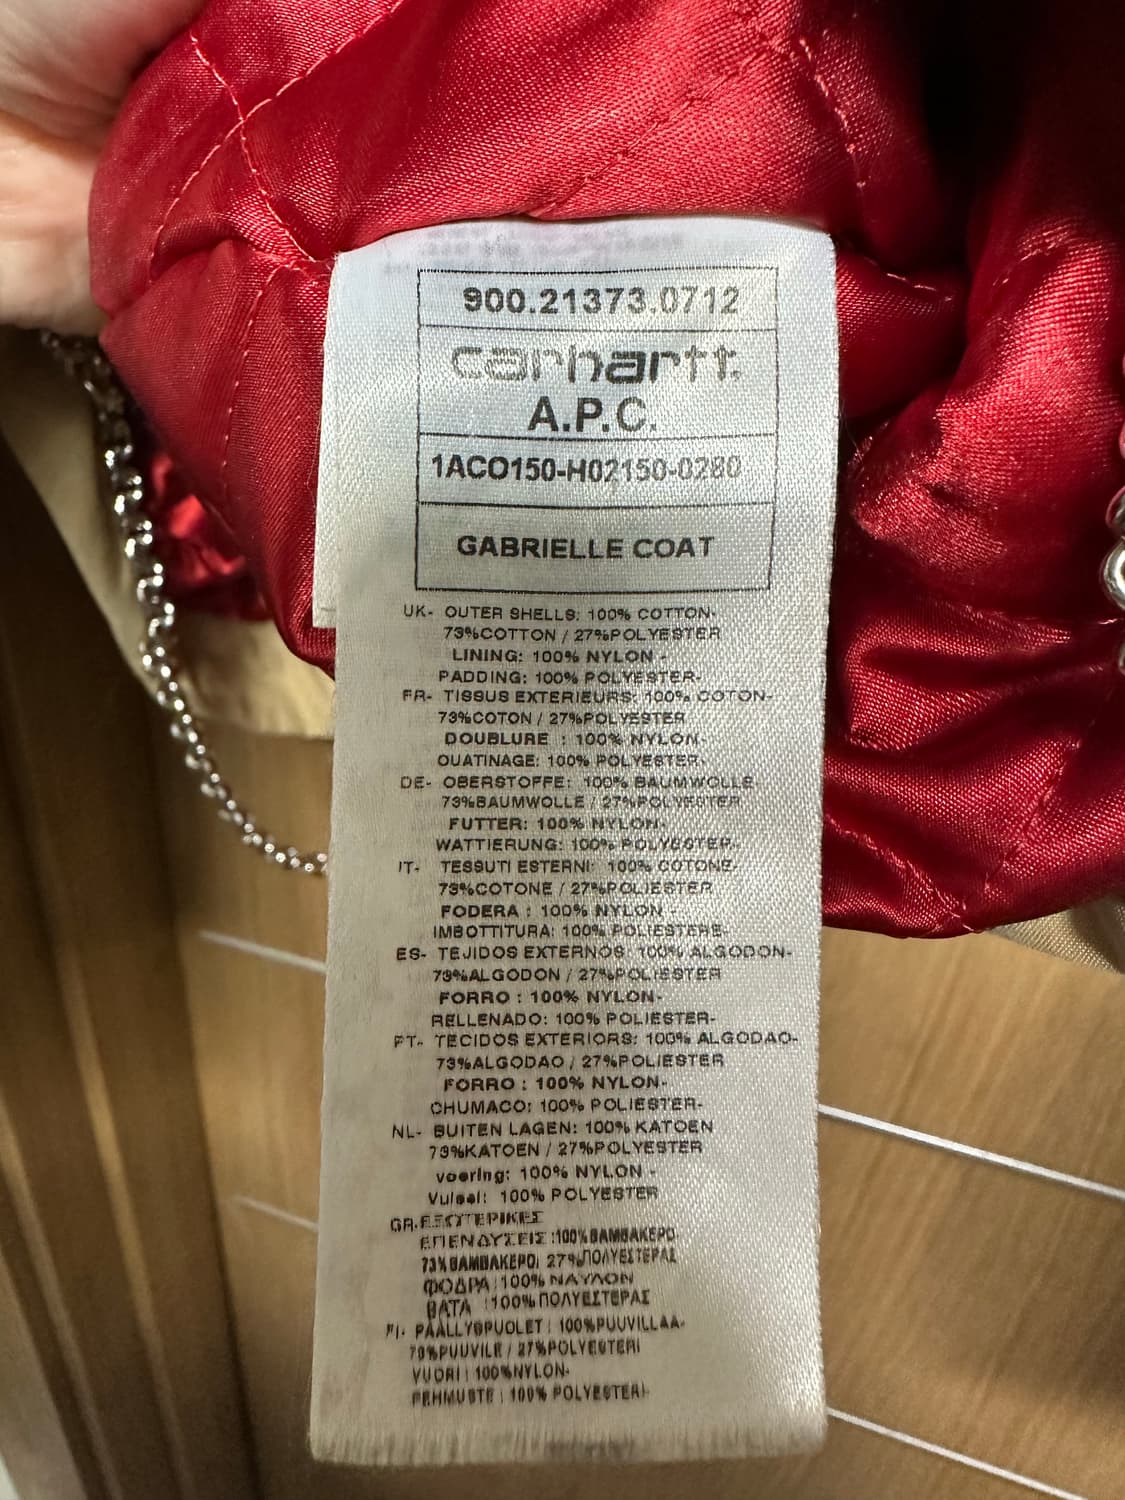 900.21373.0712
carhartt.
A.P.C.
1ACO150-H02150-0280
GABRIELLE COAT
UK- OUTER SHELLS: 100% COTTON-
73%COTTON / 27%POLYESTER
LINING: 100% NYLON -
PADDING: 100% POLYESTER-
FR- TISSUS EXTERIEURS: 100% COTON-
73%COTON / 27%POLYESTER
DOUBLURE : 100% NYLON-
OUATINAGE: 100% POLYESTER-
DE- OBERSTOFFE: 100% BAUMWOLLE-
73%BAUMWOLLE / 27%POLYESTER
FUTTER: 100% NYLON-
WATTIERUNG: 100% POLYESTER-
IT- TESSUTI ESTERNI: 100% COTONE-
73%COTONE / 27%POLIESTER
FODERA : 100% NYLON -
IMBOTTITURA: 100% POLIESTERE-
ES- TEJIDOS EXTERNOS: 100% ALGODON-
73%ALGODON / 27%POLIESTER
FORRO : 100% NYLON-
RELLENADO: 100% POLIESTER-
PT- TECIDOS EXTERIORS: 100% ALGODAO-
73%ALGODAO / 27%POLIESTER
FORRO : 100% NYLON-
CHUMACO: 100% POLIESTER-
NL- BUITEN LAGEN: 100% KATOEN
73%KATOEN / 27%POLYESTER
voering: 100% NYLON -
Vulsel: 100% POLYESTER
GR- ΕΞΩΤΕΡΙΚΕΣ
ΕΠΕΝΔΥΣΕΙΣ :100%ΒΑΜΒΑΚΕΡΟ
73%ΒΑΜΒΑΚΕΡΟ/ 27%ΠΟΛΥΕΣΤΕΡΑΣ
ΦΟΔΡΑ :100% ΝΑΥΛΟΝ
ΒΑΤΑ :100% ΠΟΛΥΕΣΤΕΡΑΣ
FI- PAALLYSPUOLET : 100%PUUVILLAA-
73%PUUVILE / 27%POLYESTERI
VUORI : 100%NYLON-
PEHMUSTE : 100% POLYESTERI-